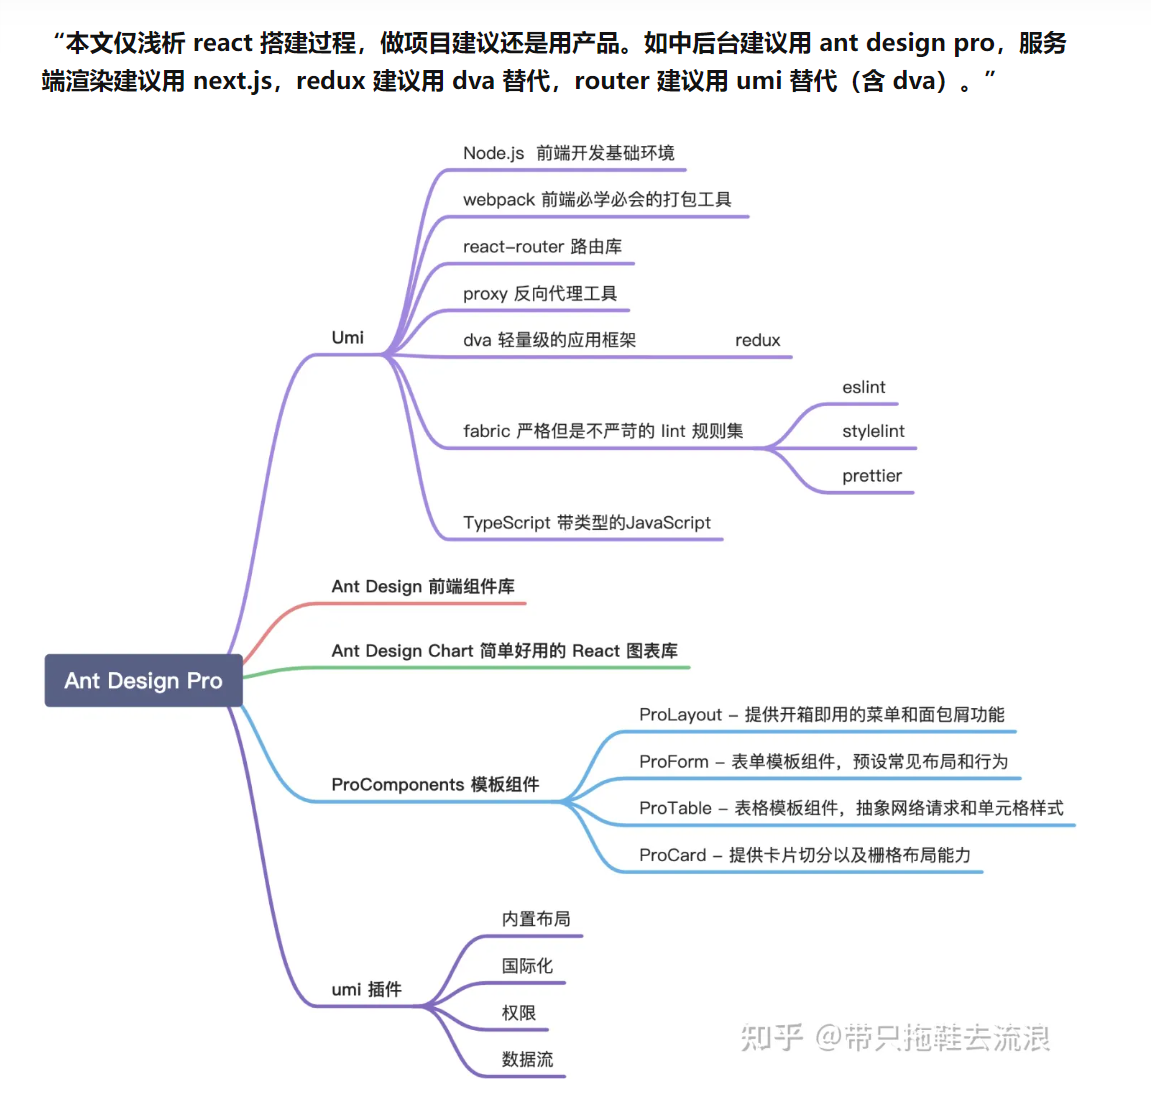 “本文仅浅析 react 搭建过程，做项目建议还是用产品。如中后台建议用 ant design pro，服务
端渲染建议用 next.js，redux 建议用 dva 替代，router 建议用 umi 替代（含 dva）。”
Node.js 前端开发基础环境
webpack 前端必学必会的打包工具
react-router 路由库
proxy 反向代理工具
Umi
dva 轻量级的应用框架
redux
eslint
fabric 严格但是不严苛的 lint 规则集
stylelint
prettier
TypeScript 带类型的JavaScript
Ant Design 前端组件库
Ant Design Chart 简单好用的 React 图表库
Ant Design Pro
ProLayout – 提供开箱即用的菜单和面包屑功能
ProForm – 表单模板组件，预设常见布局和行为
ProComponents 模板组件
ProTable – 表格模板组件，抽象网络请求和单元格样式
ProCard – 提供卡片切分以及栅格布局能力
内置布局
国际化
umi 插件
权限
数据流
知乎 @带只拖鞋去流浪